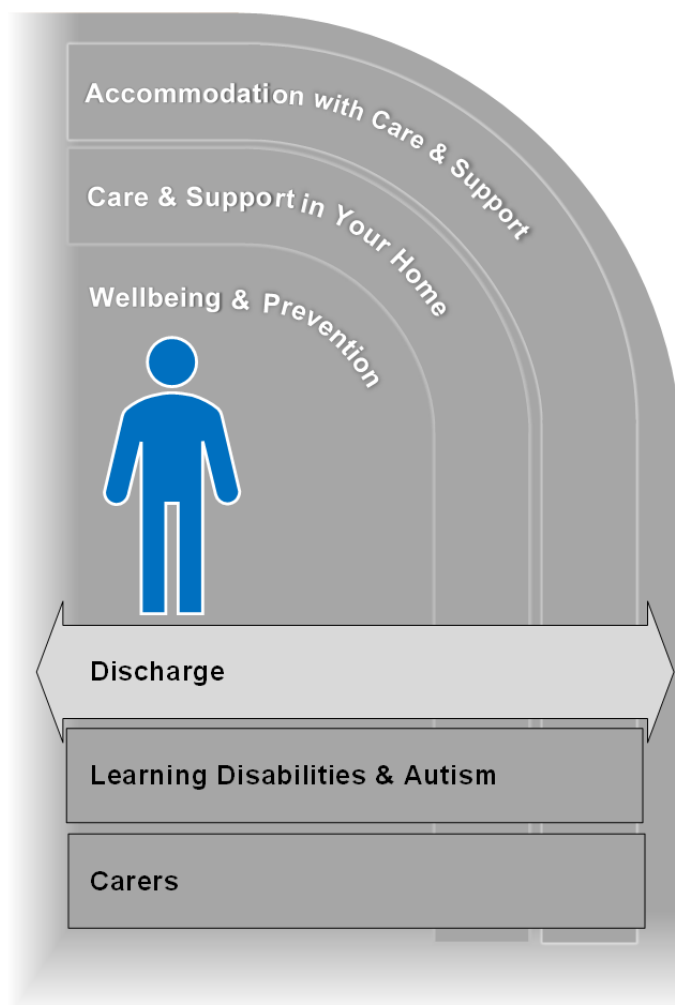 Accommodation with Care & Support
Care & Support in Your Home
Wellbeing & Prevention
Discharge
Learning Disabilities & Autism
Carers